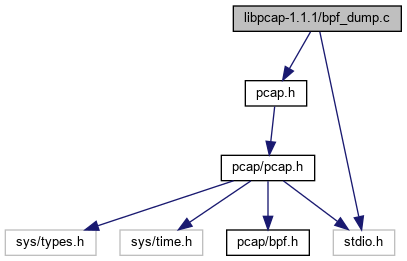 libpcap-1.1.1/bpf_dump.c
pcap.h
pcap/pcap.h
sys/types.h
sys/time.h
pcap/bpf.h
stdio.h